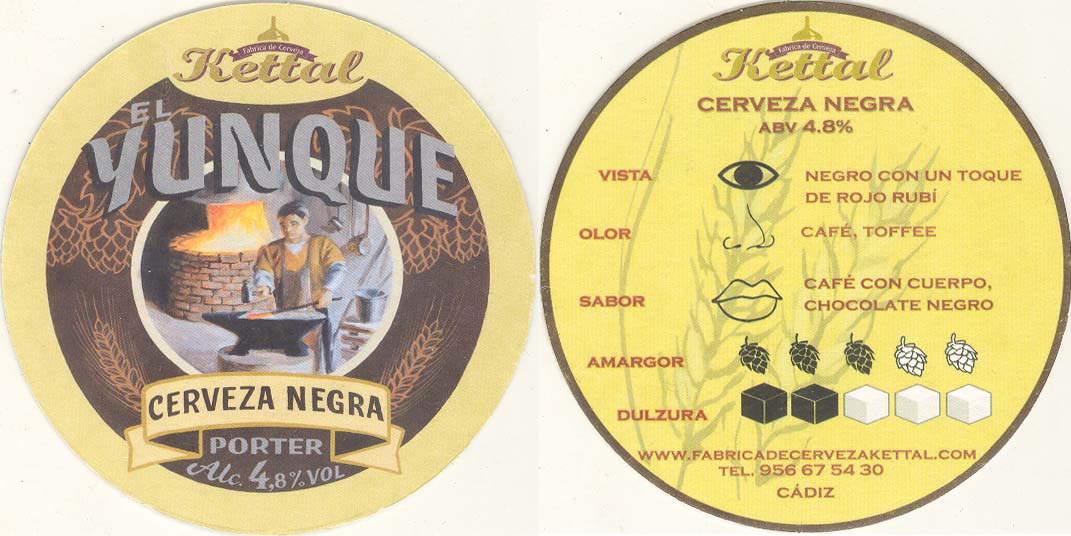 Fabrica de Cerveza
Kettal
EL
YUNQUE
CERVEZA NEGRA
PORTER
Alc. 4,8% VOL
Fabrica de Cerveza
Kettal
CERVEZA NEGRA
ABV 4.8%
VISTA
NEGRO CON UN TOQUE
DE ROJO RUBÍ
OLOR
CAFÉ, TOFFEE
SABOR
CAFÉ CON CUERPO,
CHOCOLATE NEGRO
AMARGOR
DULZURA
WWW.FABRICADECERVEZAKETTAL.COM
TEL. 956 67 54 30
CÁDIZ